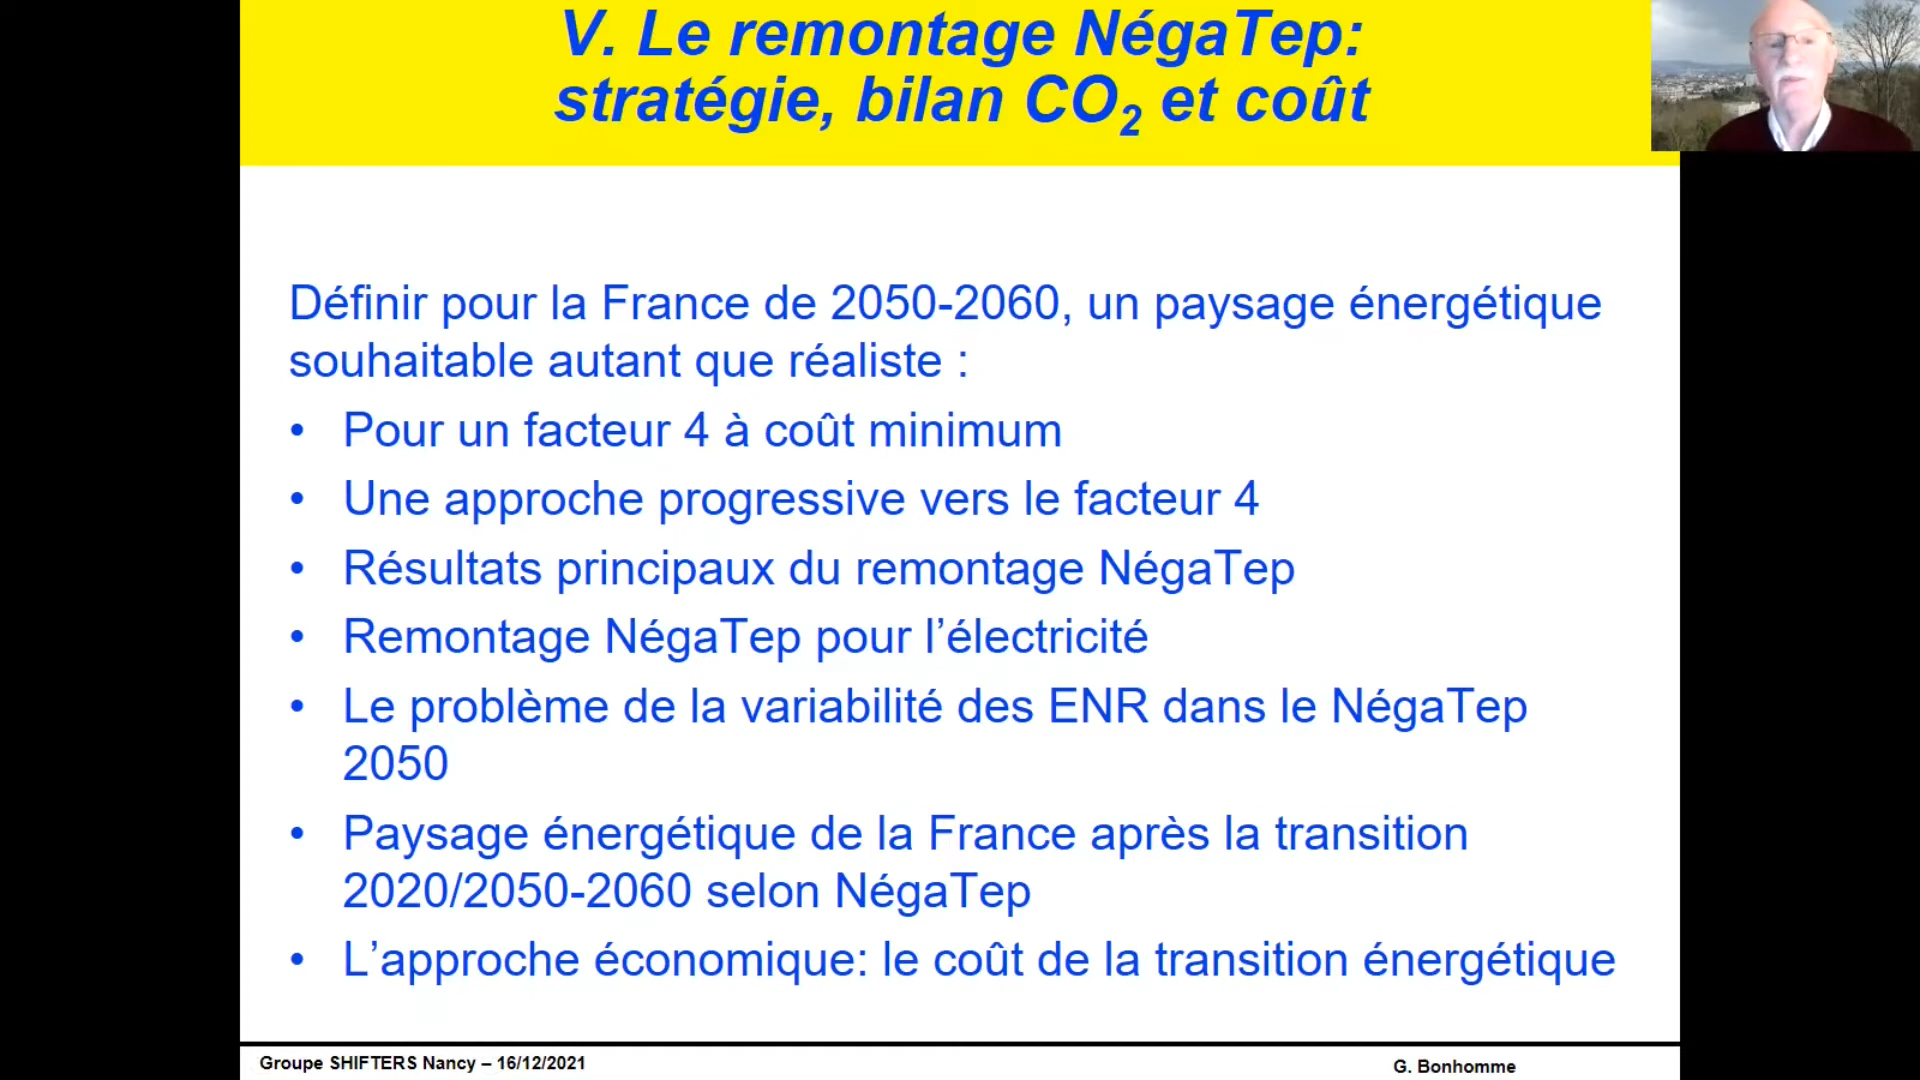 V. Le remontage NégaTep:
stratégie, bilan CO₂ et coût
Définir pour la France de 2050-2060, un paysage énergétique
souhaitable autant que réaliste :
• Pour un facteur 4 à coût minimum
• Une approche progressive vers le facteur 4
• Résultats principaux du remontage NégaTep
• Remontage NégaTep pour l’électricité
• Le problème de la variabilité des ENR dans le NégaTep
2050
• Paysage énergétique de la France après la transition
2020/2050-2060 selon NégaTep
• L’approche économique: le coût de la transition énergétique
Groupe SHIFTERS Nancy – 16/12/2021
G. Bonhomme